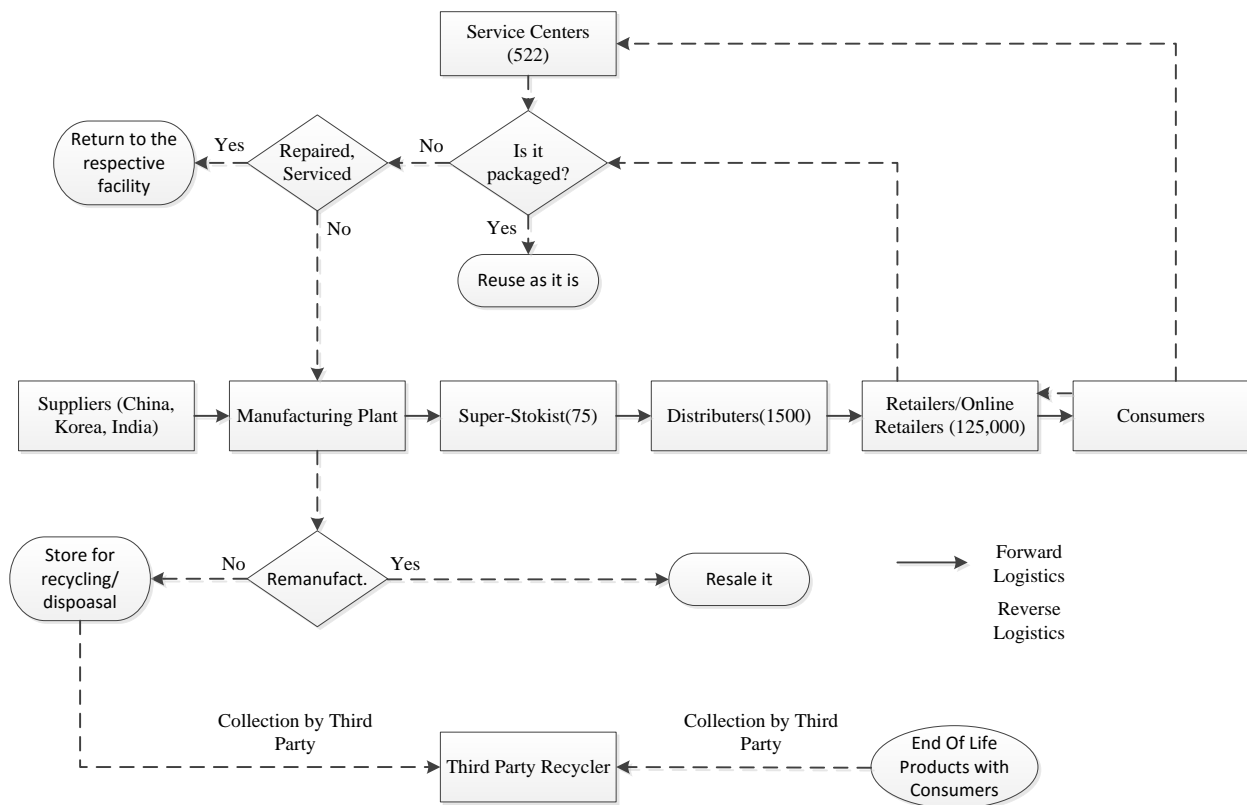 Service Centers
(522)
Return to the
respective
facility
Yes
Repaired,
Serviced
No
Is it
packaged?
No
Yes
Reuse as it is
Suppliers (China,
Korea, India)
Manufacturing Plant
Super-Stokist(75)
Distributers(1500)
Retailers/Online
Retailers (125,000)
Consumers
Store for
recycling/
dispoasal
No
Remanufact.
Yes
Resale it
Forward
Logistics
Reverse
Logistics
Collection by Third
Party
Third Party Recycler
Collection by Third
Party
End Of Life
Products with
Consumers